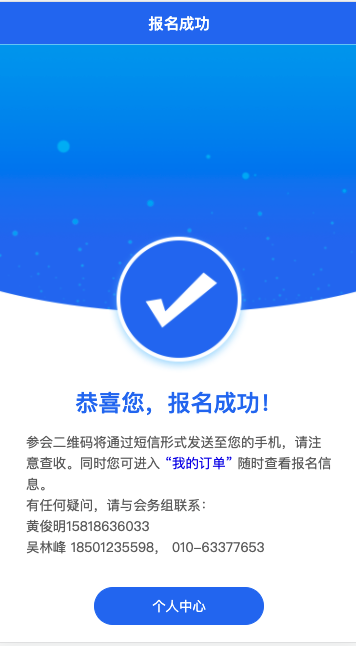 报名成功
恭喜您，报名成功！
参会二维码将通过短信形式发送至您的手机，请注
意查收。同时您可进入“我的订单”随时查看报名信
息。
有任何疑问，请与会务组联系：
黄俊明15818636033
吴林峰 18501235598， 010-63377653
个人中心